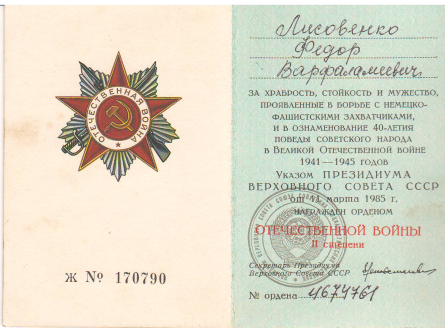 ОТЕЧЕСТВЕННАЯ ВОЙНА
Ж № 170790
Лисовенко
Федор
Варфаламеевич
ЗА ХРАБРОСТЬ, СТОЙКОСТЬ И МУЖЕСТВО,
ПРОЯВЛЕННЫЕ В БОРЬБЕ С НЕМЕЦКО-
ФАШИСТСКИМИ ЗАХВАТЧИКАМИ,
И В ОЗНАМЕНОВАНИЕ 40-ЛЕТИЯ
ПОБЕДЫ СОВЕТСКОГО НАРОДА
В ВЕЛИКОЙ ОТЕЧЕСТВЕННОЙ ВОЙНЕ
1941—1945 ГОДОВ
УКАЗОМ ПРЕЗИДИУМА
ВЕРХОВНОГО СОВЕТА СССР
от 11 марта 1985 г.
НАГРАЖДЕН ОРДЕНОМ
ОТЕЧЕСТВЕННОЙ ВОЙНЫ
II степени
Секретарь Президиума
Верховного Совета СССР
№ ордена 4674761